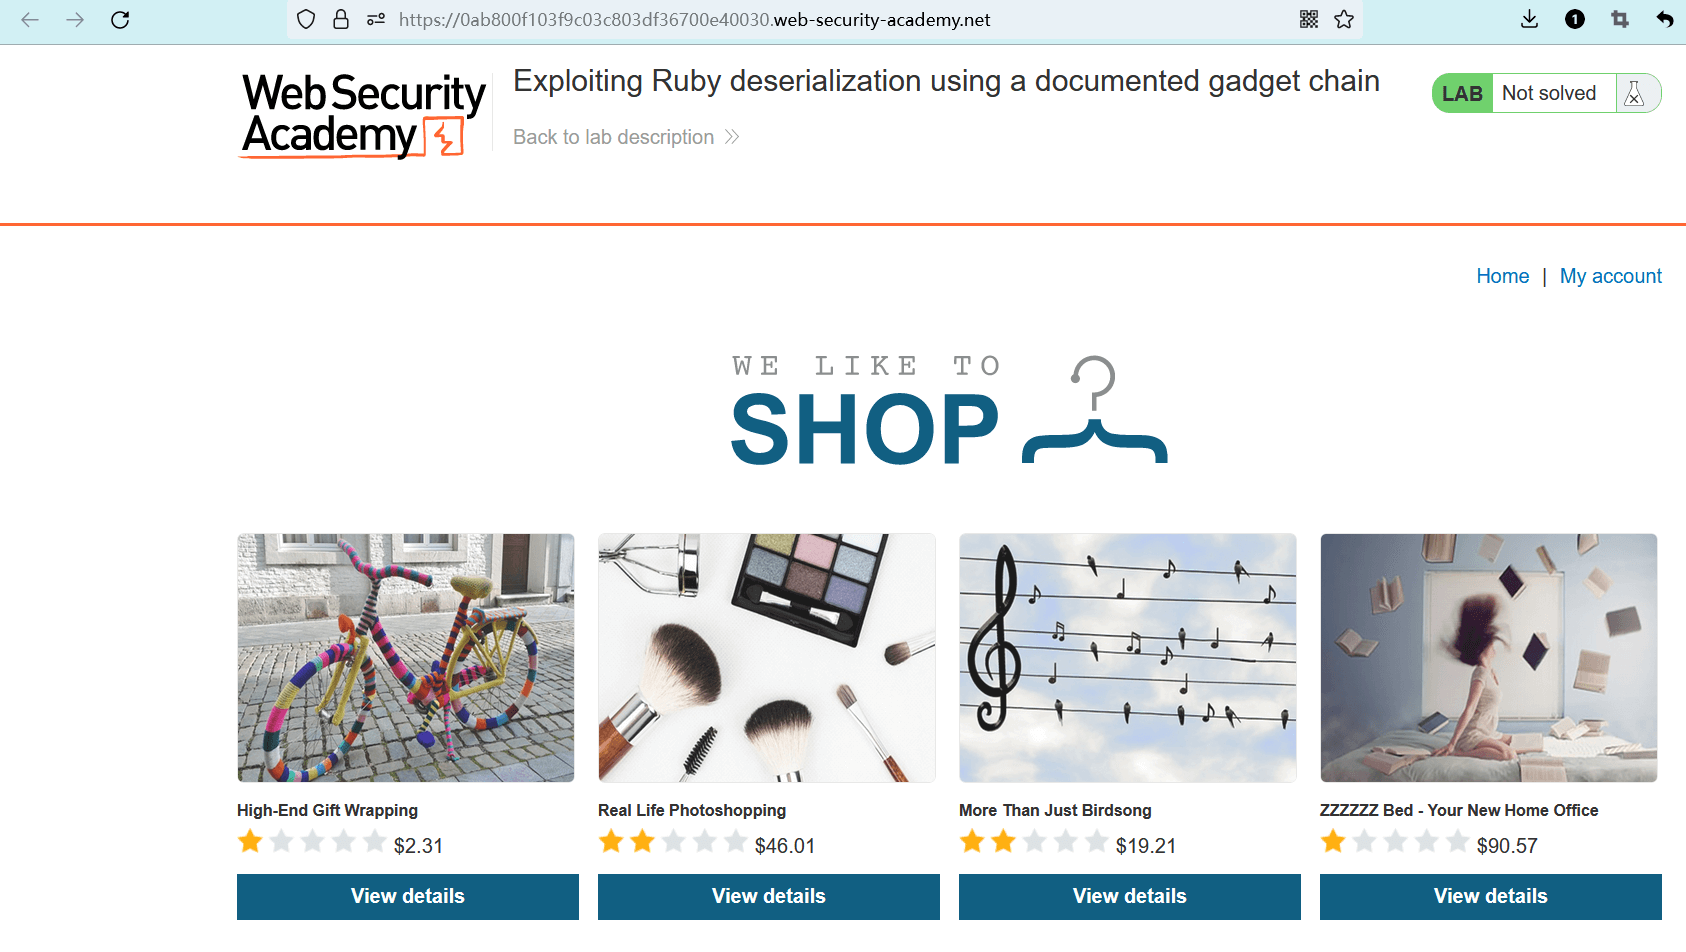 https://0ab800f103f9c03c803df36700e40030.web-security-academy.net
1
Web Security
Academy
Exploiting Ruby deserialization using a documented gadget chain
Back to lab description
LAB Not solved
Home | My account
WE LIKE TO
SHOP
High-End Gift Wrapping
$2.31
View details
Real Life Photoshopping
$46.01
View details
More Than Just Birdsong
$19.21
View details
ZZZZZZ Bed - Your New Home Office
$90.57
View details